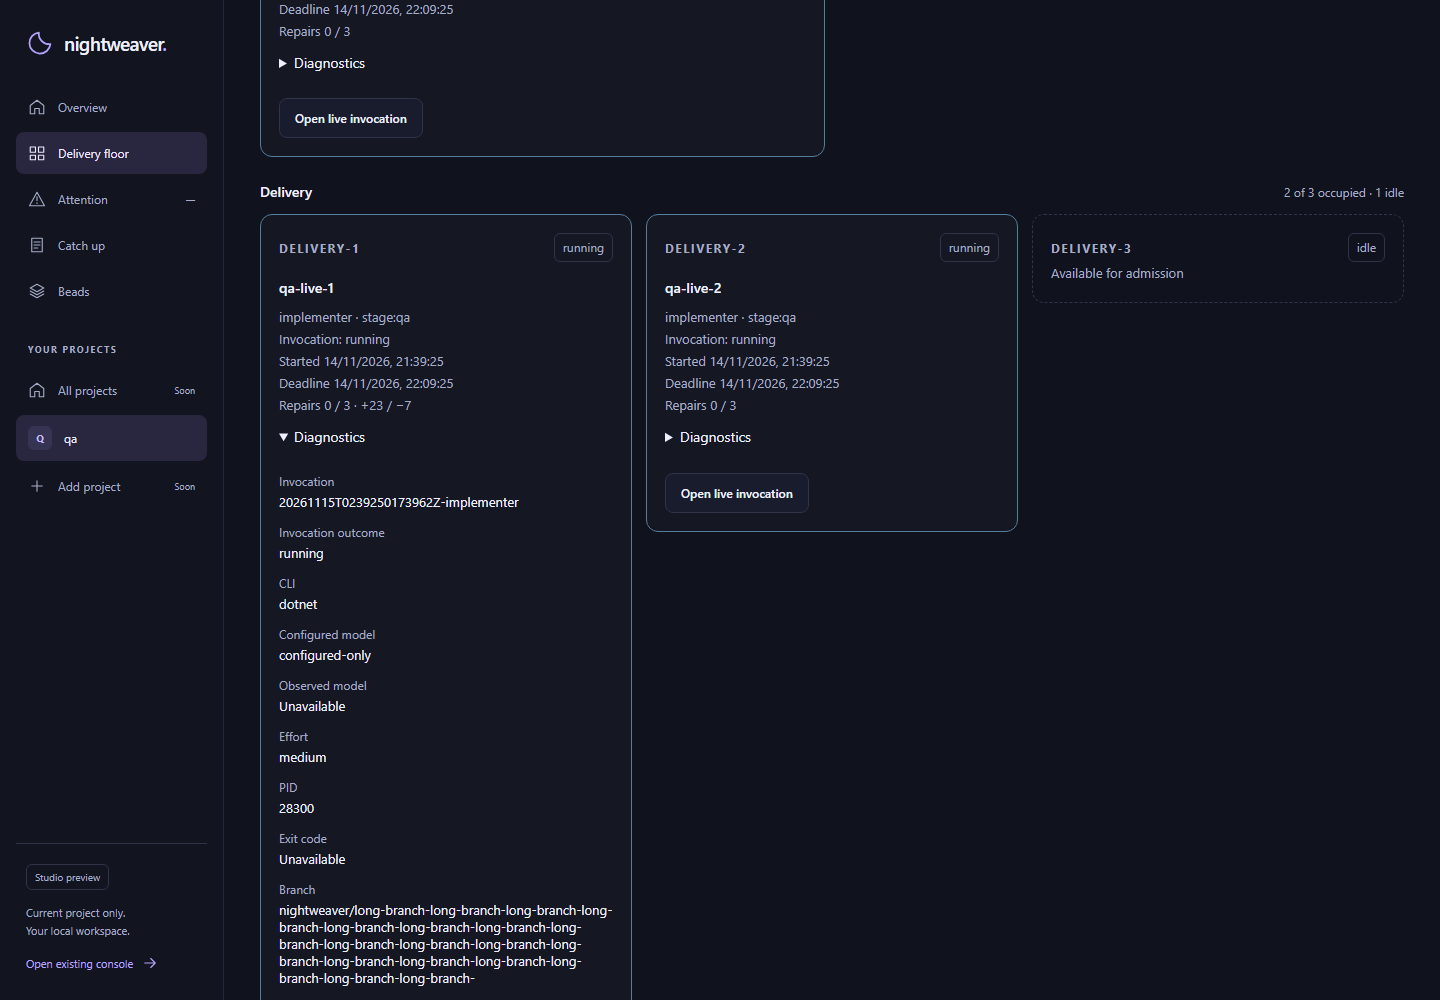 nightweaver.
Overview
Delivery floor
Attention —
Catch up
Beads
YOUR PROJECTS
All projects Soon
Q qa
Add project Soon
Studio preview
Current project only.
Your local workspace.
Open existing console
Deadline 14/11/2026, 22:09:25
Repairs 0 / 3
Diagnostics
Open live invocation
Delivery 2 of 3 occupied · 1 idle
DELIVERY-1 running
qa-live-1
implementer · stage:qa
Invocation: running
Started 14/11/2026, 21:39:25
Deadline 14/11/2026, 22:09:25
Repairs 0 / 3 · +23 / −7
Diagnostics
Invocation
20261115T0239250173962Z-implementer
Invocation outcome
running
CLI
dotnet
Configured model
configured-only
Observed model
Unavailable
Effort
medium
PID
28300
Exit code
Unavailable
Branch
nightweaver/long-branch-long-branch-long-branch-long-
branch-long-branch-long-branch-long-branch-long-
branch-long-branch-long-branch-long-branch-long-
branch-long-branch-long-branch-long-branch-long-
branch-long-branch-long-branch-
DELIVERY-2 running
qa-live-2
implementer · stage:qa
Invocation: running
Started 14/11/2026, 21:39:25
Deadline 14/11/2026, 22:09:25
Repairs 0 / 3
Diagnostics
Open live invocation
DELIVERY-3 idle
Available for admission